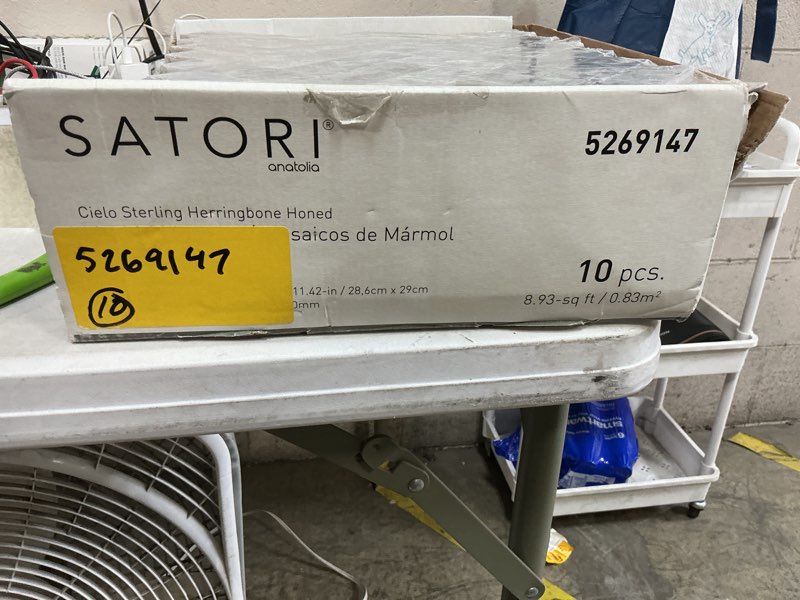 SATORI®
anatolia
5269147
Cielo Sterling Herringbone Honed
saicos de Mármol
5269147
10
11.42-in / 28,6cm x 29cm
0mm
10 pcs.
8.93-sq ft / 0.83m²
smartwater